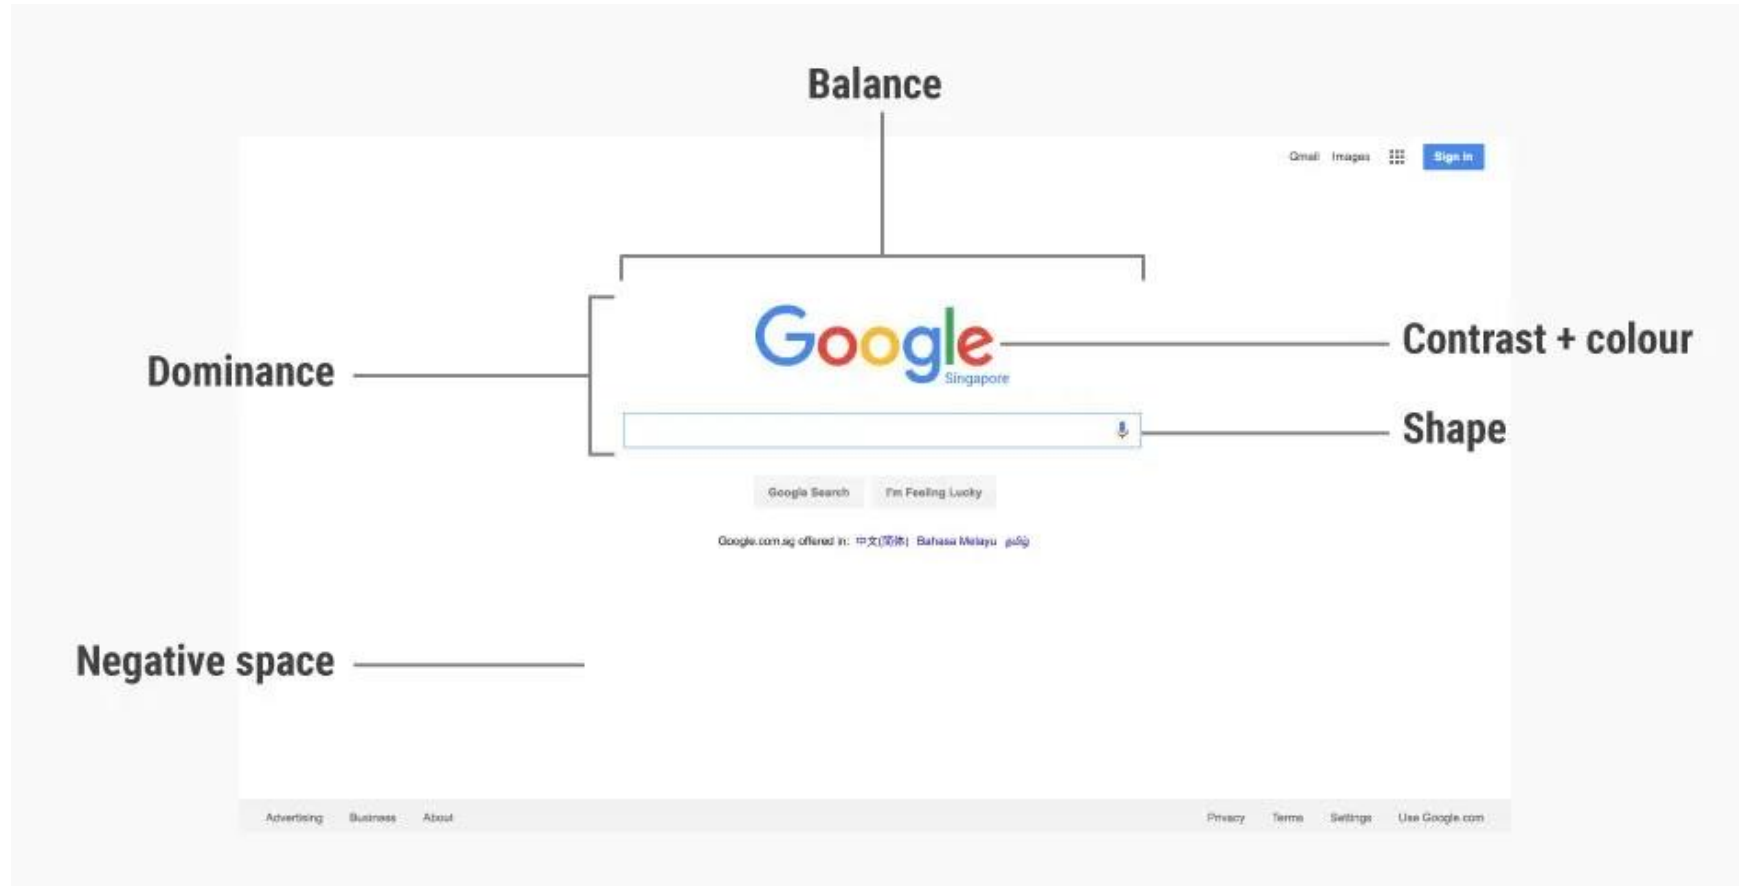 Balance
Gmail Images Sign in
Google
Singapore
Contrast + colour
Dominance
Shape
Google Search I'm Feeling Lucky
Google.com.sg offered in: 中文(简体) Bahasa Melayu தமிழ்
Negative space
Advertising Business About Privacy Terms Settings Use Google.com